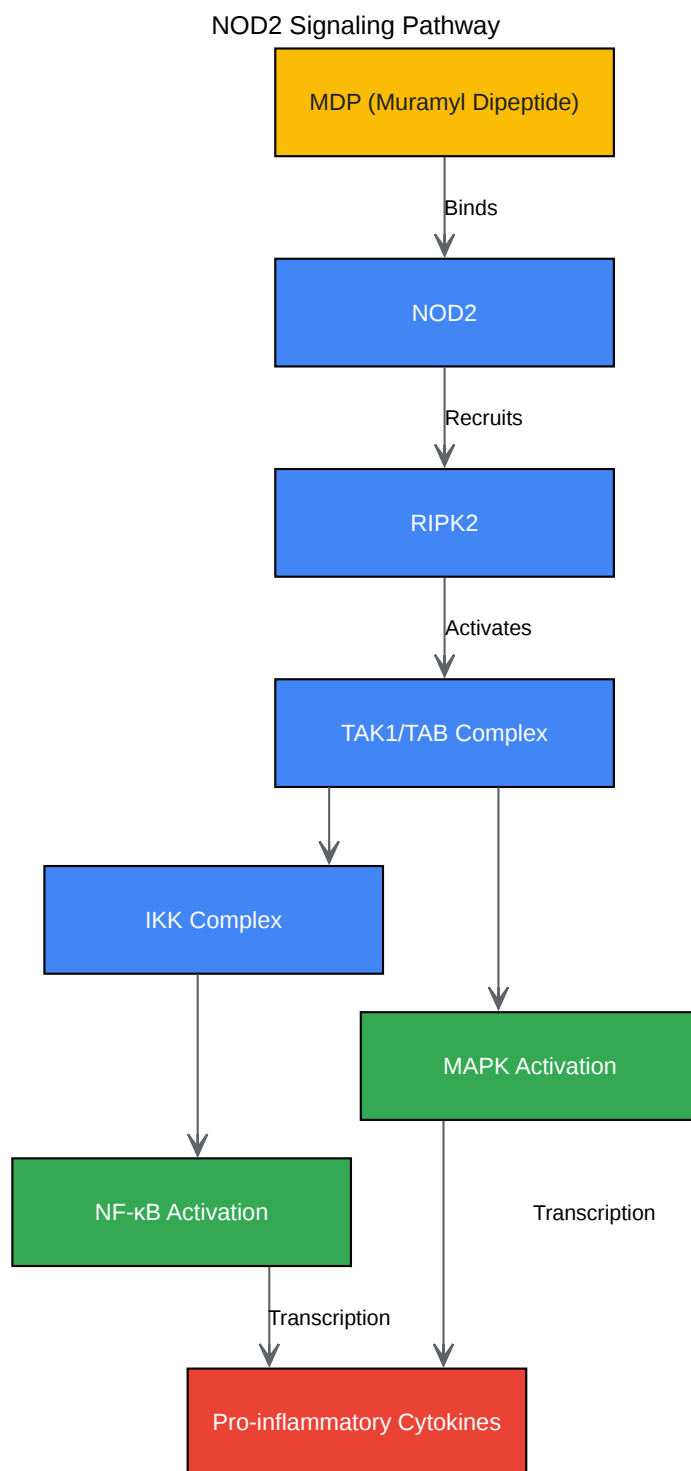 NOD2 Signaling Pathway
MDP (Muramyl Dipeptide)
Binds
NOD2
Recruits
RIPK2
Activates
TAK1/TAB Complex
IKK Complex
MAPK Activation
NF-κB Activation
Transcription
Transcription
Pro-inflammatory Cytokines